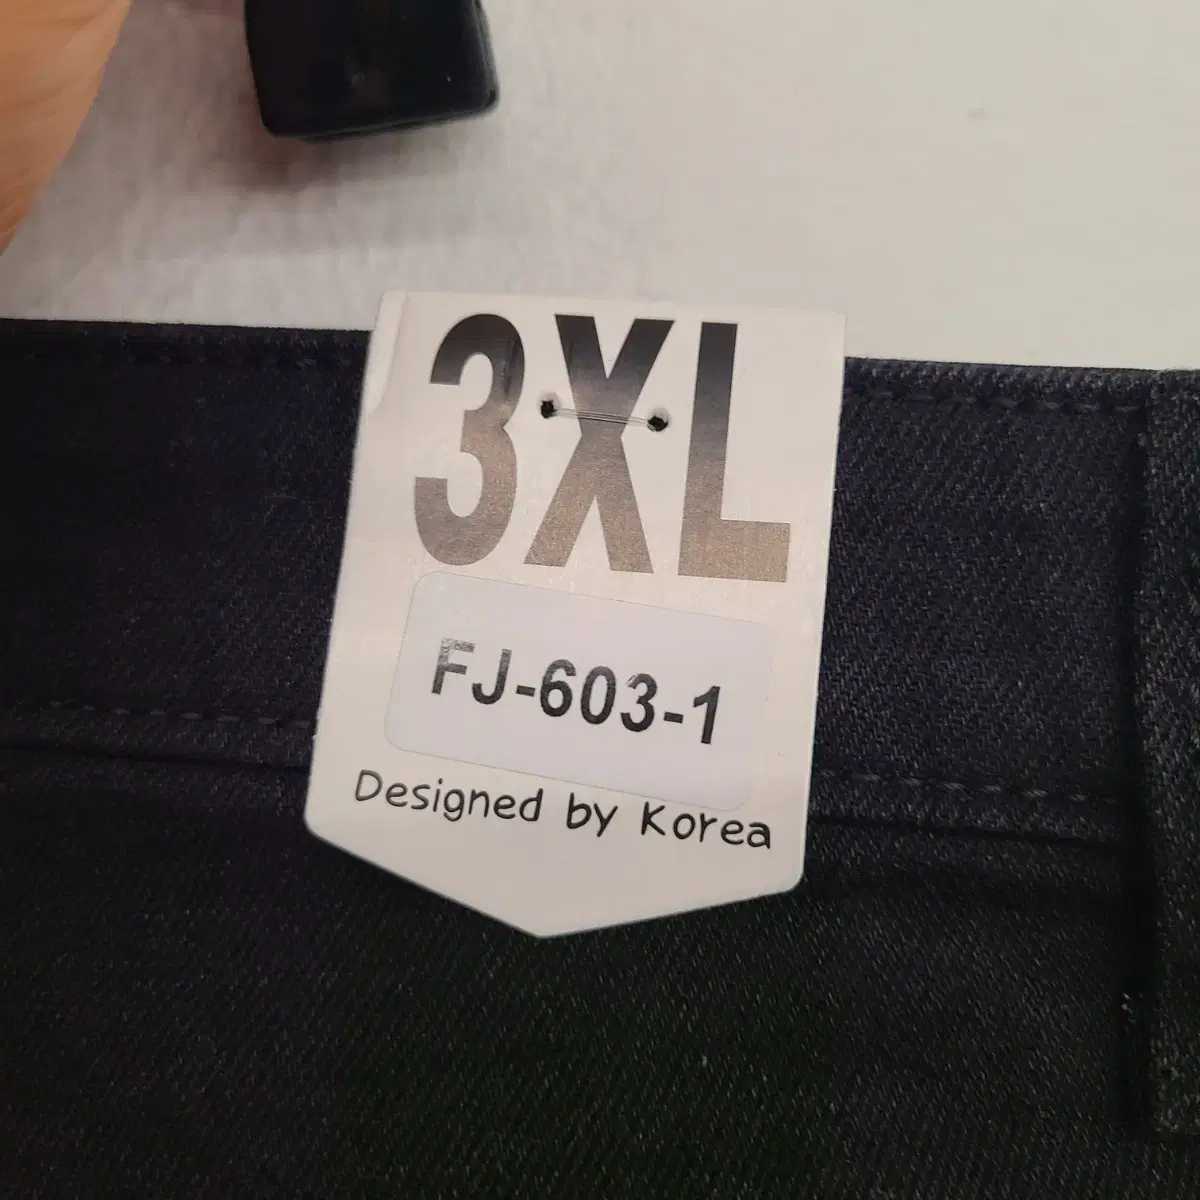 3XL
FJ-603-1
Designed by Korea